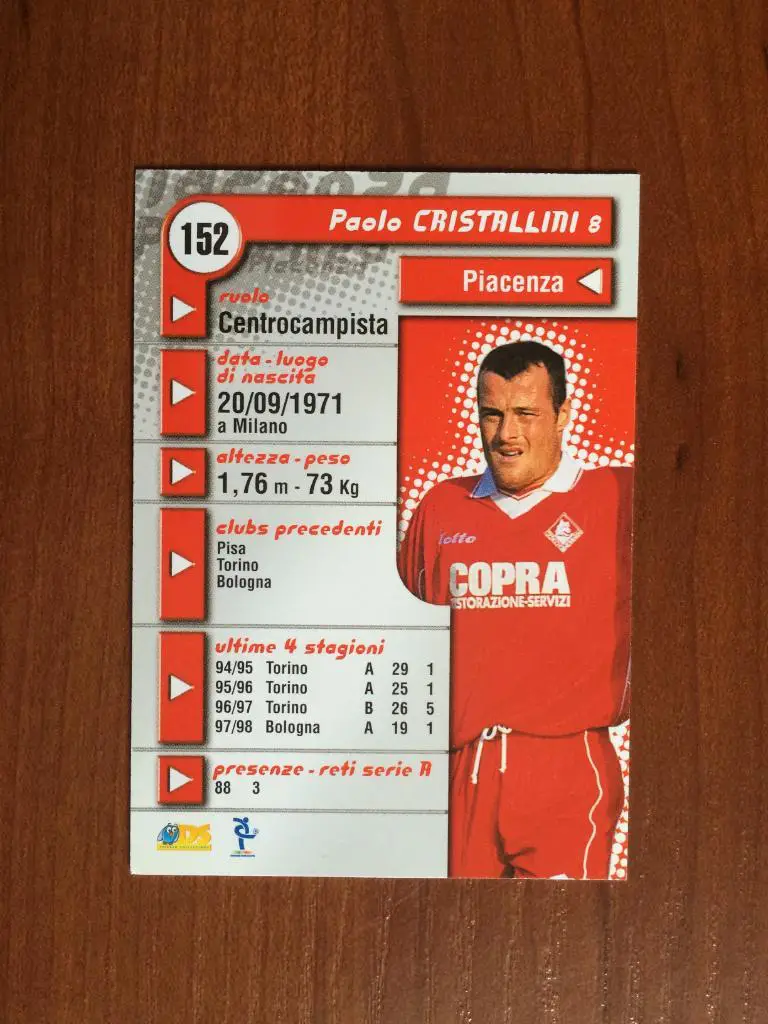 Piacenza
Piacenza
152
Paolo CRISTALLINI 8
Piacenza
ruolo
Centrocampista
data - luogo
di nascita
20/09/1971
a Milano
altezza - peso
1,76 m - 73 Kg
clubs precedenti
Pisa
Torino
Bologna
lotto
COPRA
RISTORAZIONE-SERVIZI
ultime 4 stagioni
94/95 Torino A 29 1
95/96 Torino A 25 1
96/97 Torino B 26 5
97/98 Bologna A 19 1
presenze - reti serie A
88 3
DS